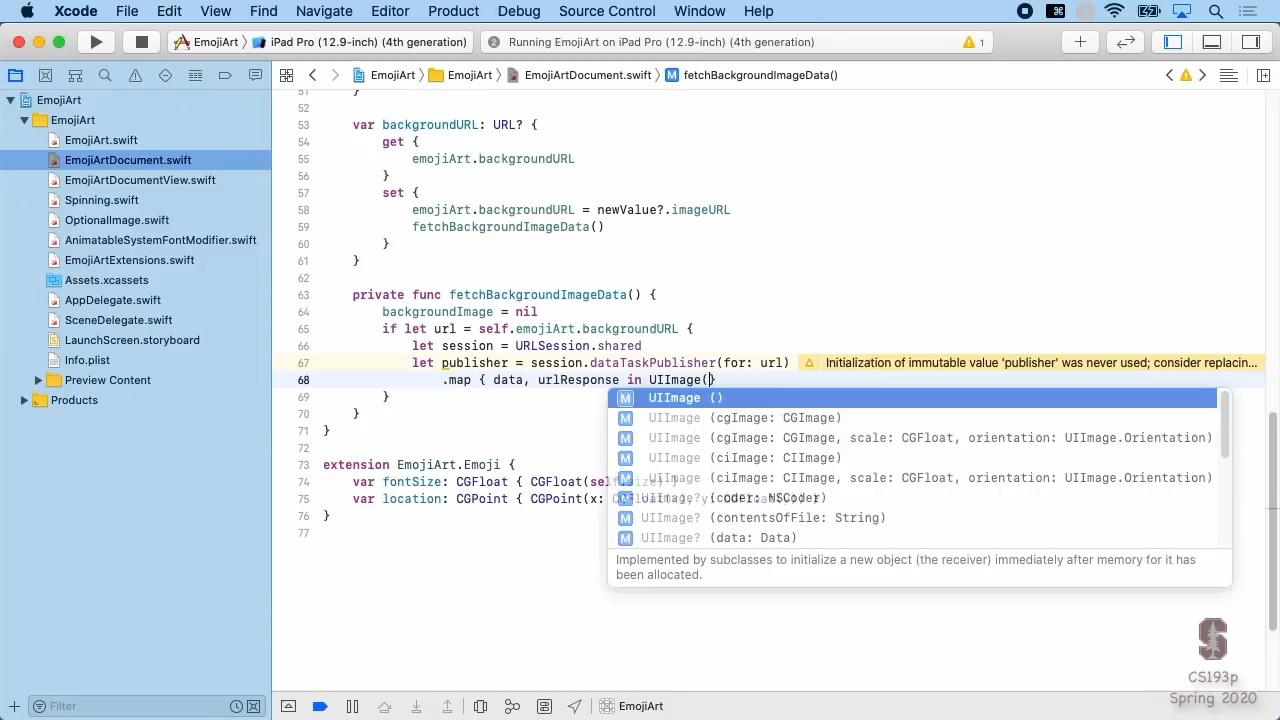 Xcode File Edit View Find Navigate Editor Product Debug Source Control Window Help
EmojiArt iPad Pro (12.9-inch) (4th generation) 2 Running EmojiArt on iPad Pro (12.9-inch) (4th generation) 1
EmojiArt EmojiArt EmojiArtDocument.swift M fetchBackgroundImageData()
EmojiArt
EmojiArt
EmojiArt.swift
EmojiArtDocument.swift
EmojiArtDocumentView.swift
Spinning.swift
OptionalImage.swift
AnimatableSystemFontModifier.swift
EmojiArtExtensions.swift
Assets.xcassets
AppDelegate.swift
SceneDelegate.swift
LaunchScreen.storyboard
Info.plist
Preview Content
Products
Filter
51 }
52
53 var backgroundURL: URL? {
54 get {
55 emojiArt.backgroundURL
56 }
57 set {
58 emojiArt.backgroundURL = newValue?.imageURL
59 fetchBackgroundImageData()
60 }
61 }
62
63 private func fetchBackgroundImageData() {
64 backgroundImage = nil
65 if let url = self.emojiArt.backgroundURL {
66 let session = URLSession.shared
67 let publisher = session.dataTaskPublisher(for: url) Initialization of immutable value 'publisher' was never used; consider replacin...
68 .map { data, urlResponse in UIImage(}
69 }
70 }
71 }
72
73 extension EmojiArt.Emoji {
74 var fontSize: CGFloat { CGFloat(self.size) }
75 var location: CGPoint { CGPoint(x:
76 }
77
M UIImage ()
M UIImage (cgImage: CGImage)
M UIImage (cgImage: CGImage, scale: CGFloat, orientation: UIImage.Orientation)
M UIImage (ciImage: CIImage)
M UIImage (ciImage: CIImage, scale: CGFloat, orientation: UIImage.Orientation)
UIImage? (coder: NSCoder)
M UIImage? (contentsOfFile: String)
M UIImage? (data: Data)
Implemented by subclasses to initialize a new object (the receiver) immediately after memory for it has
been allocated.
S
CS193p
Spring 2020
EmojiArt